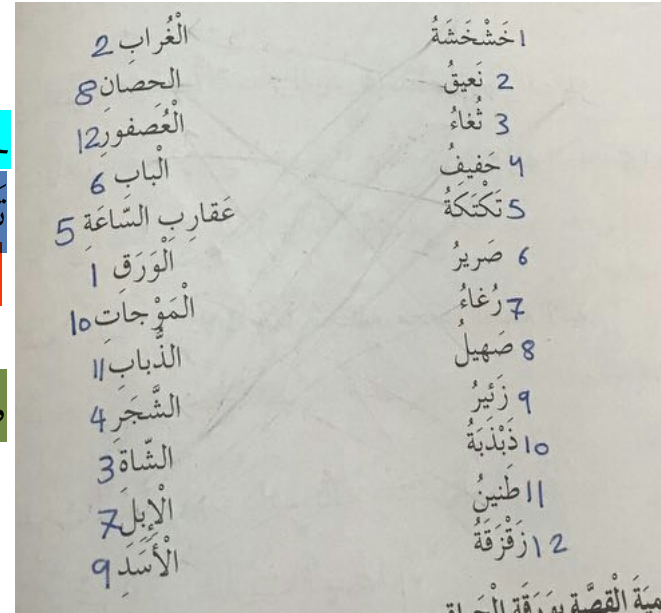 1 خَشْخَشَةُ
2 نَعيقُ
3 ثُغاءُ
4 حَفيفُ
5 تَكْتَكَةُ
6 صَريرُ
7 رُغاءُ
8 صَهيلُ
9 زَئيرُ
10 ذَبْذَبَةُ
11 طَنينُ
12 زَقْزَقَةُ
الْغُرابِ 2
الحصانِ 8
الْعُصفورِ 12
الْبابِ 6
عَقارِبِ السّاعَةِ 5
الْوَرَقِ 1
الْمَوْجاتِ 10
الذُّبابِ 11
الشَّجَرِ 4
الشّاةِ 3
الْإِبِلِ 7
الْأَسَدِ 9
الْقِصَّةِ